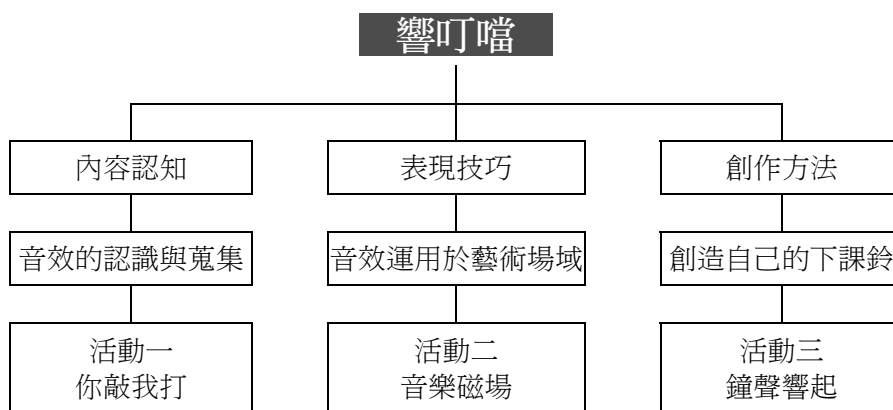 響叮噹
內容認知
表現技巧
創作方法
音效的認識與蒐集
音效運用於藝術場域
創造自己的下課鈴
活動一
你敲我打
活動二
音樂磁場
活動三
鐘聲響起